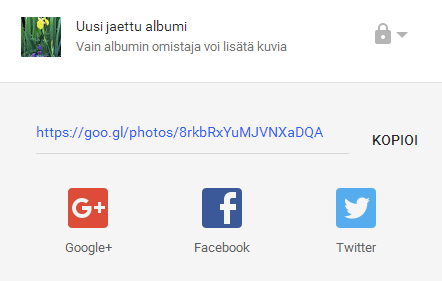 Uusi jaettu albumi
Vain albumin omistaja voi lisätä kuvia
https://goo.gl/photos/8rkbRxYuMJVNXaDQA
KOPIOI
G+
f
Google+
Facebook
Twitter